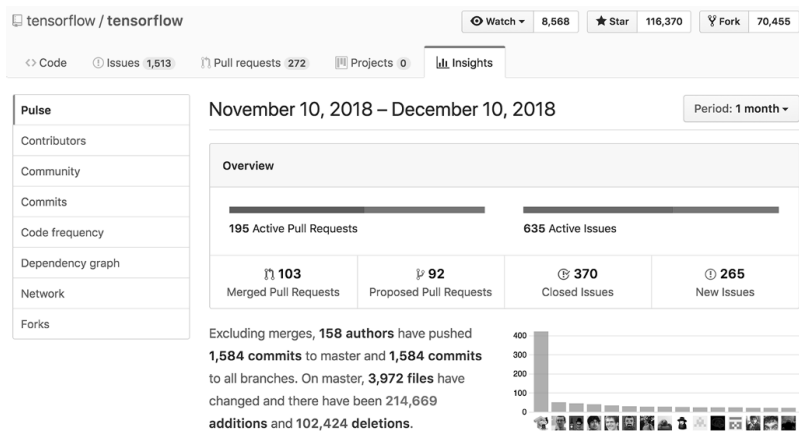 tensorflow / tensorflow
Watch 8,568 Star 116,370 Fork 70,455
Code Issues 1,513 Pull requests 272 Projects 0 Insights
Pulse
Contributors
Community
Commits
Code frequency
Dependency graph
Network
Forks
November 10, 2018 – December 10, 2018
Period: 1 month
Overview
195 Active Pull Requests
635 Active Issues
103
Merged Pull Requests
92
Proposed Pull Requests
370
Closed Issues
265
New Issues
Excluding merges, 158 authors have pushed
1,584 commits to master and 1,584 commits
to all branches. On master, 3,972 files have
changed and there have been 214,669
additions and 102,424 deletions.
400
300
200
100
0